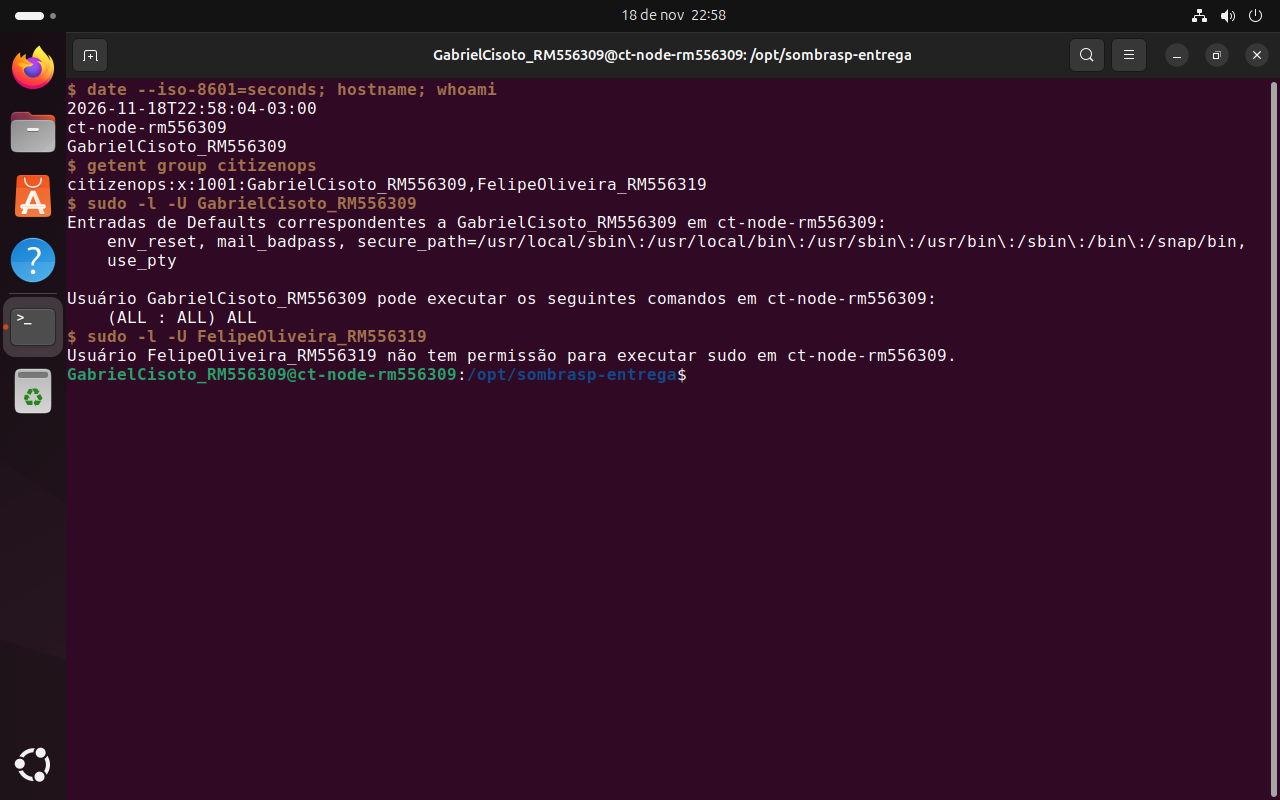 18 de nov 22:58
GabrielCisoto_RM556309@ct-node-rm556309: /opt/sombrasp-entrega
$ date --iso-8601=seconds; hostname; whoami
2026-11-18T22:58:04-03:00
ct-node-rm556309
GabrielCisoto_RM556309
$ getent group citizenops
citizenops:x:1001:GabrielCisoto_RM556309,FelipeOliveira_RM556319
$ sudo -l -U GabrielCisoto_RM556309
Entradas de Defaults correspondentes a GabrielCisoto_RM556309 em ct-node-rm556309:
    env_reset, mail_badpass, secure_path=/usr/local/sbin\:/usr/local/bin\:/usr/sbin\:/usr/bin\:/sbin\:/bin\:/snap/bin,
    use_pty

Usuário GabrielCisoto_RM556309 pode executar os seguintes comandos em ct-node-rm556309:
    (ALL : ALL) ALL
$ sudo -l -U FelipeOliveira_RM556319
Usuário FelipeOliveira_RM556319 não tem permissão para executar sudo em ct-node-rm556309.
GabrielCisoto_RM556309@ct-node-rm556309:/opt/sombrasp-entrega$